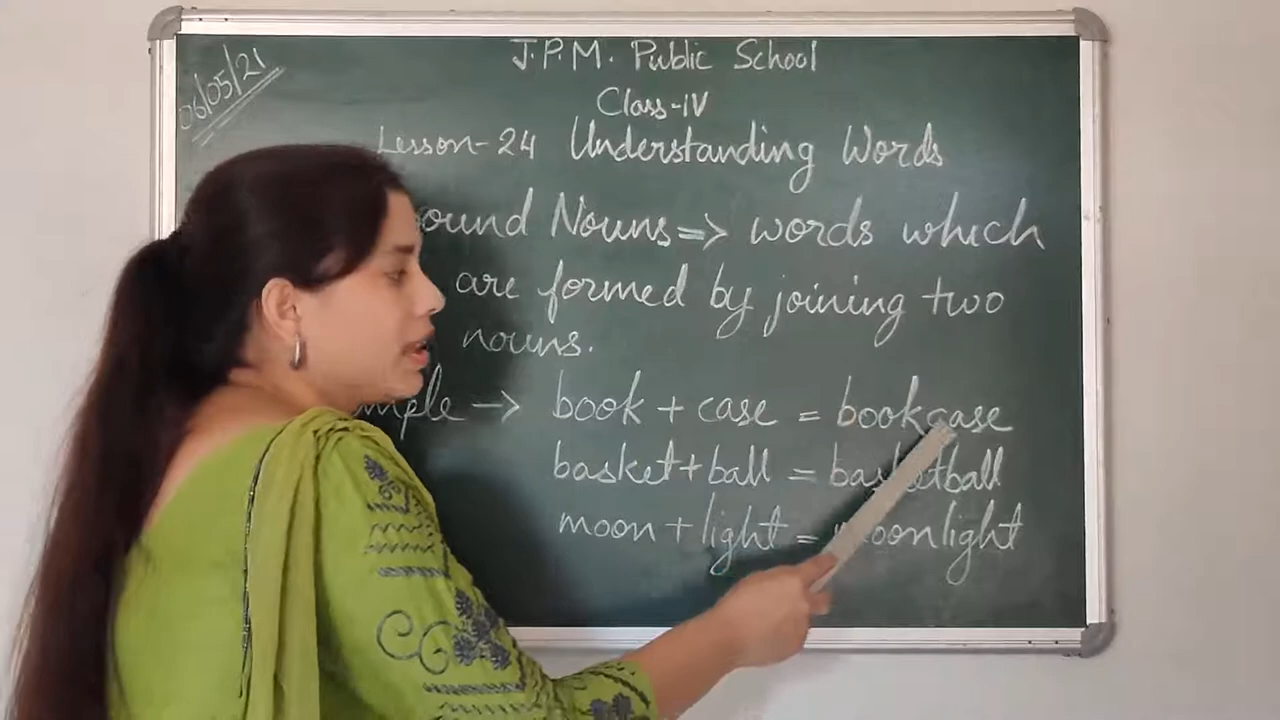 06/05/21
J.P.M. Public School
Class-IV
Lesson-24 Understanding Words
ound Nouns => words which
are formed by joining two
nouns.
mple → book + case = bookcase
basket + ball = basketball
moon + light = moonlight